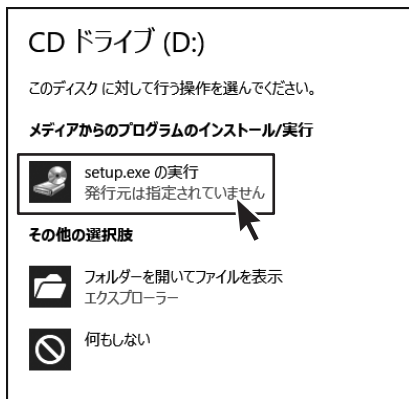 CD ドライブ (D:)
このディスク に対して行う操作を選んでください。
メディアからのプログラムのインストール/実行
setup.exe の実行
発行元は指定されていません
その他の選択肢
フォルダーを開いてファイルを表示
エクスプローラー
何もしない